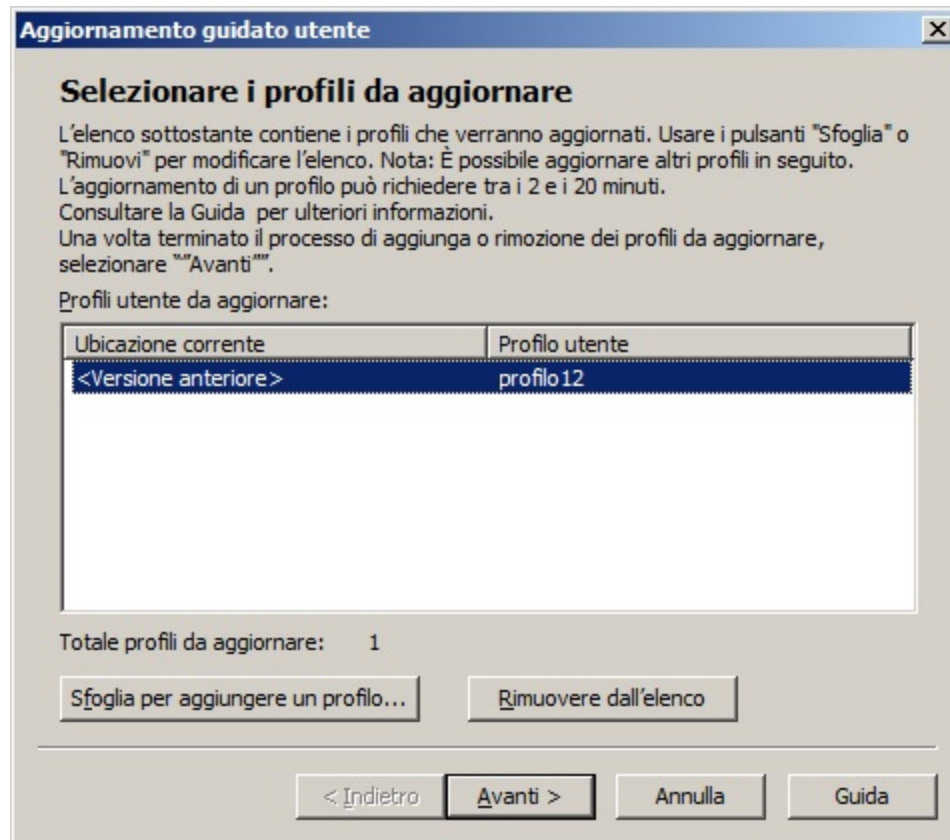 Aggiornamento guidato utente
Selezionare i profili da aggiornare
L'elenco sottostante contiene i profili che verranno aggiornati. Usare i pulsanti "Sfoglia" o
"Rimuovi" per modificare l'elenco. Nota: È possibile aggiornare altri profili in seguito.
L'aggiornamento di un profilo può richiedere tra i 2 e i 20 minuti.
Consultare la Guida  per ulteriori informazioni.
Una volta terminato il processo di aggiunga o rimozione dei profili da aggiornare,
selezionare “"Avanti”".
Profili utente da aggiornare:
Ubicazione corrente Profilo utente
<Versione anteriore> profilo12
Totale profili da aggiornare: 1
Sfoglia per aggiungere un profilo... Rimuovere dall'elenco
< Indietro Avanti > Annulla Guida